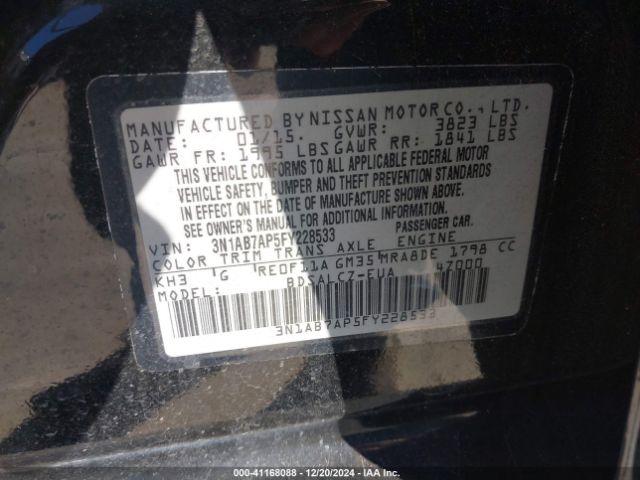 MANUFACTURED BY NISSAN MOTOR CO., LTD.
DATE: 01/15. GVWR: 3823 LBS
GAWR FR: 1995 LBS GAWR RR: 1841 LBS
THIS VEHICLE CONFORMS TO ALL APPLICABLE FEDERAL MOTOR
VEHICLE SAFETY, BUMPER AND THEFT PREVENTION STANDARDS
IN EFFECT ON THE DATE OF MANUFACTURE SHOWN ABOVE.
SEE OWNER'S MANUAL FOR ADDITIONAL INFORMATION.
VIN: 3N1AB7AP5FY228533 PASSENGER CAR.
COLOR TRIM TRANS AXLE ENGINE
KH3 'G 'RE0F11A GM35 'MRA8DE 1798 CC
MODEL: BDSALCZ-EUA 47000
3N1AB7AP5FY228533
000-41168088 - 12/20/2024 - IAA Inc.